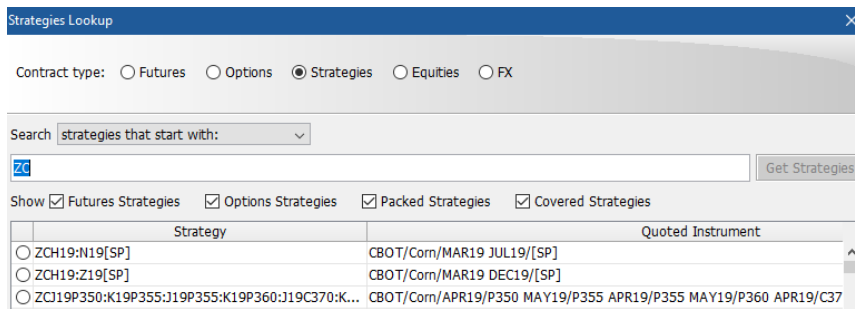 Strategies Lookup
Contract type: Futures Options Strategies Equities FX
Search strategies that start with:
ZC Get Strategies
Show Futures Strategies Options Strategies Packed Strategies Covered Strategies
Strategy Quoted Instrument
ZCH19:N19[SP] CBOT/Corn/MAR19 JUL19/[SP]
ZCH19:Z19[SP] CBOT/Corn/MAR19 DEC19/[SP]
ZCJ19P350:K19P355:J19P355:K19P360:J19C370:K... CBOT/Corn/APR19/P350 MAY19/P355 APR19/P355 MAY19/P360 APR19/C37